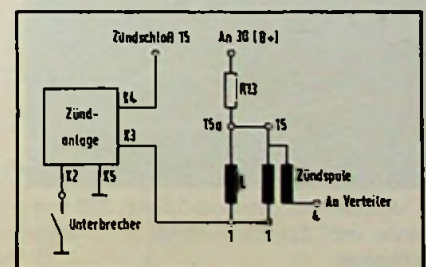 Zündschloß 15
An 30 (B+)
K4
R13
Zünd-
anlage
K3
15a
15
K2
K5
L
Zündspule
An Verteiler
4
Unterbrecher
1
1